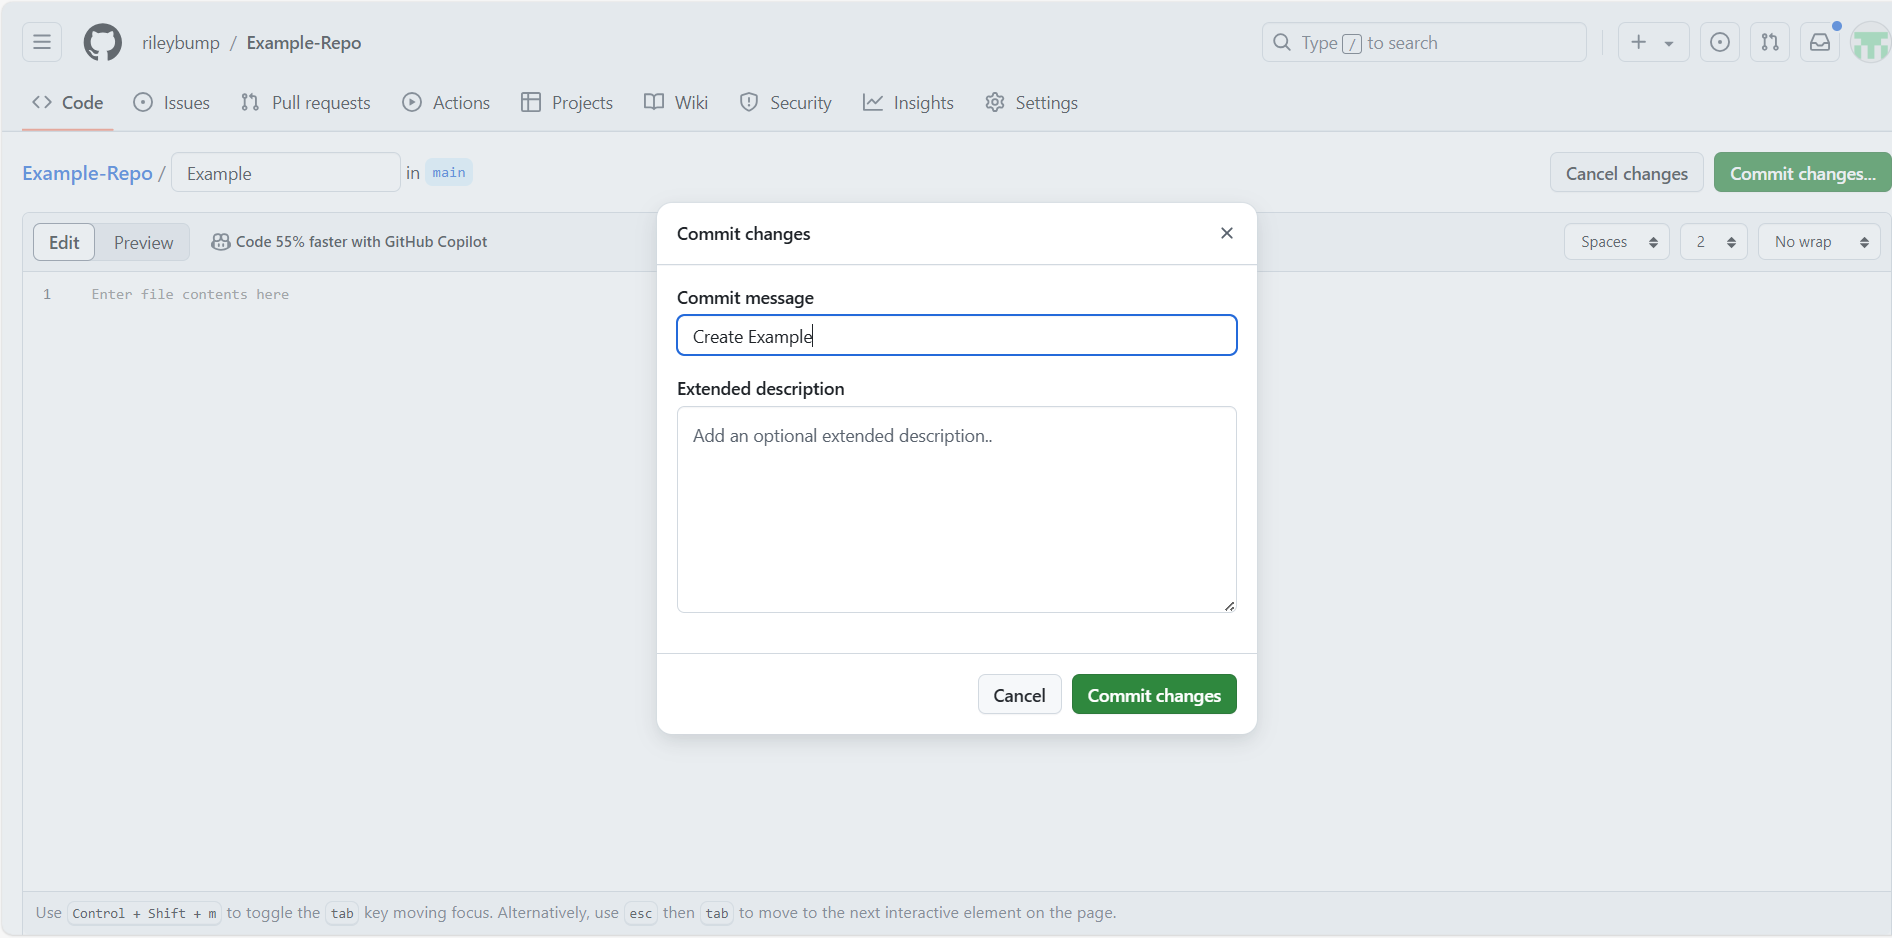 rileybump / Example-Repo
Type / to search
Code Issues Pull requests Actions Projects Wiki Security Insights Settings
Example-Repo / Example in main
Cancel changes Commit changes...
Edit Preview Code 55% faster with GitHub Copilot
Spaces 2 No wrap
1 Enter file contents here
Commit changes
Commit message
Create Example
Extended description
Add an optional extended description..
Cancel Commit changes
Use Control + Shift + m to toggle the tab key moving focus. Alternatively, use esc then tab to move to the next interactive element on the page.